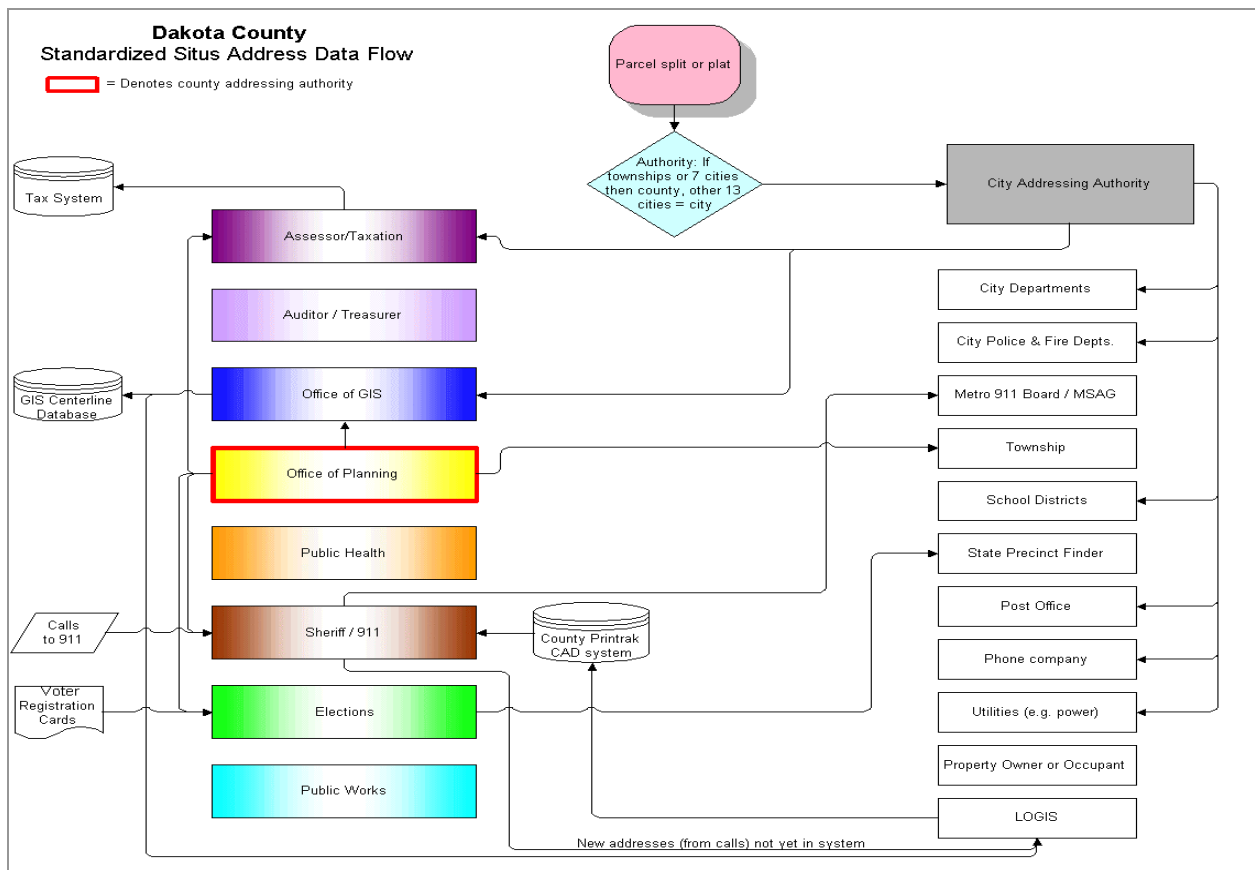 Dakota County
Standardized Situs Address Data Flow
= Denotes county addressing authority
Parcel split or plat
Authority: If
townships or 7 cities
then county, other 13
cities = city
City Addressing Authority
Tax System
Assessor/Taxation
Auditor / Treasurer
Office of GIS
GIS Centerline
Database
Office of Planning
Public Health
Calls
to 911
Sheriff / 911
County Printrak
CAD system
Voter
Registration
Cards
Elections
Public Works
City Departments
City Police & Fire Depts.
Metro 911 Board / MSAG
Township
School Districts
State Precinct Finder
Post Office
Phone company
Utilities (e.g. power)
Property Owner or Occupant
LOGIS
New addresses (from calls) not yet in system